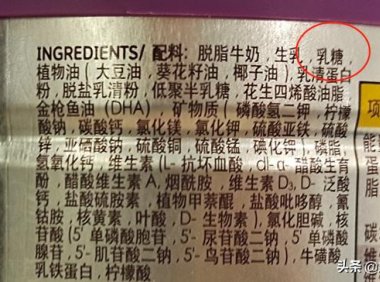 INGREDIENTS/ 配料: 脱脂牛奶, 生乳, 乳糖,
植物油(大豆油, 葵花籽油, 椰子油), 乳清蛋白
粉, 脱盐乳清粉, 低聚半乳糖, 花生四烯酸油脂,
金枪鱼油(DHA), 矿物质(磷酸氢二钾, 柠檬
酸钠, 碳酸钙, 氯化镁, 氯化钾, 硫酸亚铁, 硫酸
锌, 亚硒酸钠, 硫酸铜, 硫酸锰, 碘化钾), 磷脂,
氢氧化钙, 维生素(L-抗坏血酸, dl-α-醋酸生育
酚, 醋酸维生素A, 烟酰胺, 维生素D₃, D-泛酸
钙, 盐酸硫胺素, 植物甲萘醌, 盐酸吡哆醇, 氰
钴胺, 核黄素, 叶酸, D-生物素), 氯化胆碱, 核
苷酸(5′单磷酸胞苷, 5′-尿苷酸二钠, 5′单磷酸
腺苷, 5′-肌苷酸二钠, 5′-鸟苷酸二钠), 牛磺酸
乳铁蛋白, 柠檬酸
项
能
蛋
碳
维
维
头条